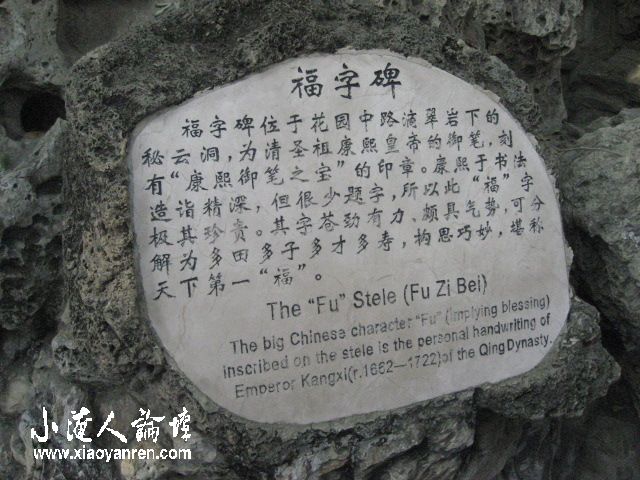 福字碑
福字碑位于花园中路滴翠岩下的
秘云洞，为清圣祖康熙皇帝的御笔，刻
有“康熙御笔之宝”的印章。康熙于书法
造诣精深，但很少题字，所以此“福”字
极其珍贵。其字苍劲有力、颇具气势，可分
解为多田多子多才多寿，构思巧妙，堪称
天下第一“福”。
The “Fu” Stele (Fu Zi Bei)
The big Chinese character “Fu” (implying blessing)
inscribed on the stele is the personal handwriting of
Emperor Kangxi(r.1662—1722)of the Qing Dynasty.
小淹人論壇
www.xiaoyanren.com